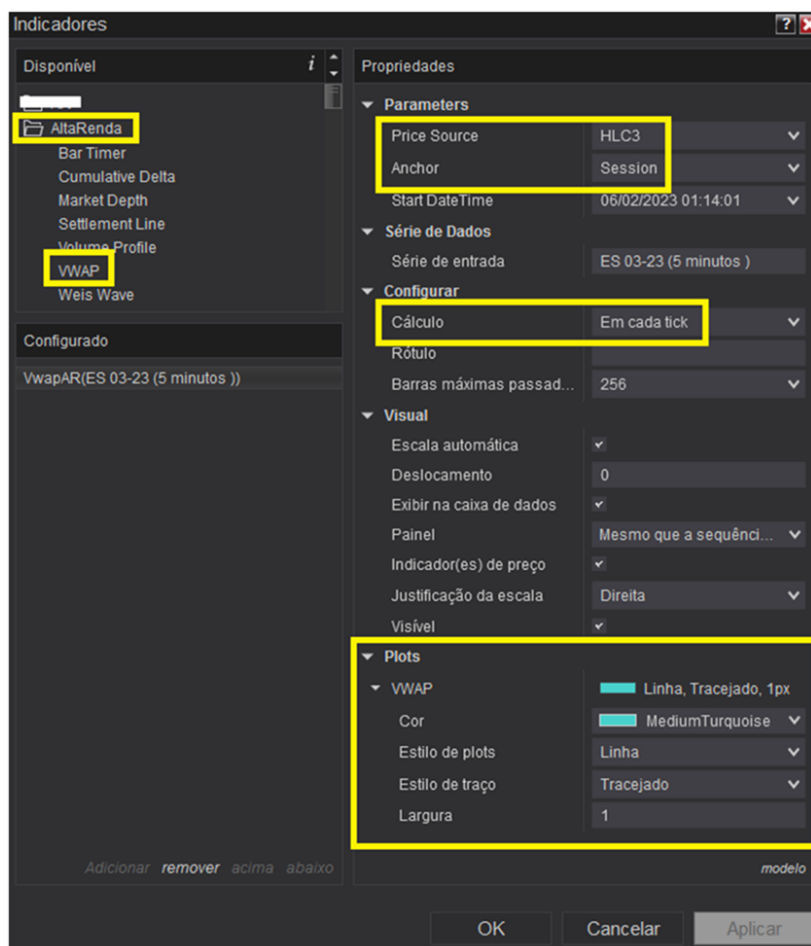 Indicadores
?
Disponível i
AltaRenda
Bar Timer
Cumulative Delta
Market Depth
Settlement Line
Volume Profile
VWAP
Weis Wave
Configurado
VwapAR(ES 03-23 (5 minutos ))
Adicionar remover acima abaixo
Propriedades
Parameters
Price Source HLC3
Anchor Session
Start DateTime 06/02/2023 01:14:01
Série de Dados
Série de entrada ES 03-23 (5 minutos )
Configurar
Cálculo Em cada tick
Rótulo
Barras máximas passad... 256
Visual
Escala automática
Deslocamento 0
Exibir na caixa de dados
Painel Mesmo que a sequênci...
Indicador(es) de preço
Justificação da escala Direita
Visível
Plots
VWAP Linha, Tracejado, 1px
Cor MediumTurquoise
Estilo de plots Linha
Estilo de traço Tracejado
Largura 1
modelo
OK Cancelar Aplicar